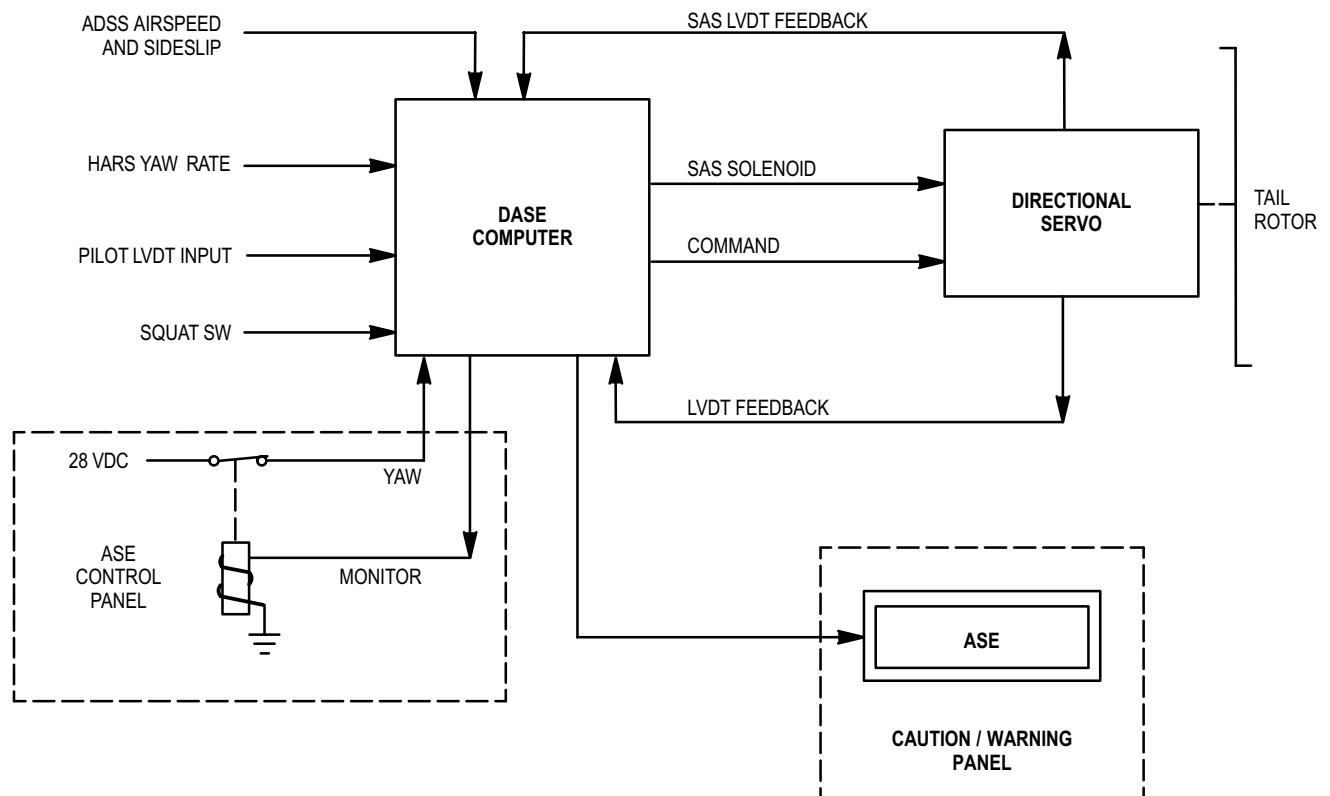 ADSS AIRSPEED
AND SIDESLIP
SAS LVDT FEEDBACK
HARS YAW RATE
SAS SOLENOID
DASE
COMPUTER
DIRECTIONAL
SERVO
TAIL
ROTOR
PILOT LVDT INPUT
COMMAND
SQUAT SW
LVDT FEEDBACK
28 VDC
YAW
ASE
CONTROL
PANEL
MONITOR
ASE
CAUTION / WARNING
PANEL